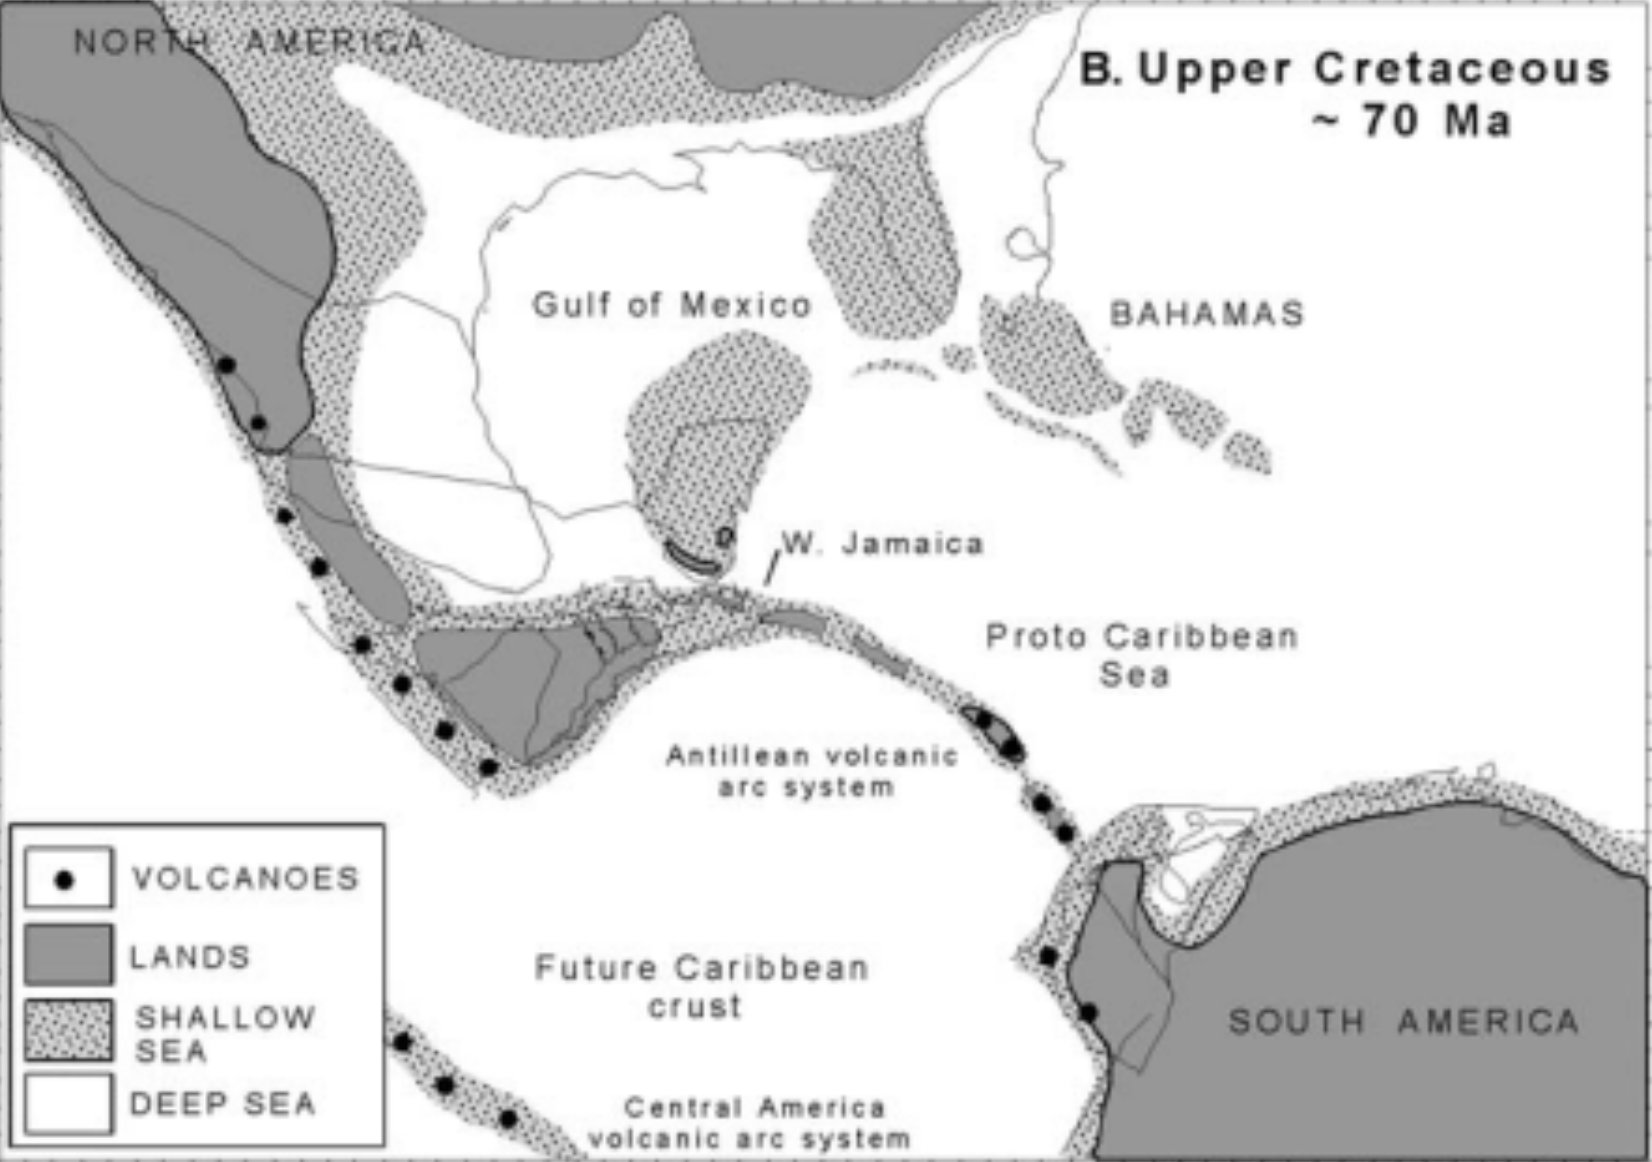 NORTH AMERICA
B. Upper Cretaceous
~ 70 Ma
Gulf of Mexico
BAHAMAS
W. Jamaica
Proto Caribbean
Sea
Antillean volcanic
arc system
VOLCANOES
LANDS
SHALLOW
SEA
DEEP SEA
Future Caribbean
crust
SOUTH AMERICA
Central America
volcanic arc system